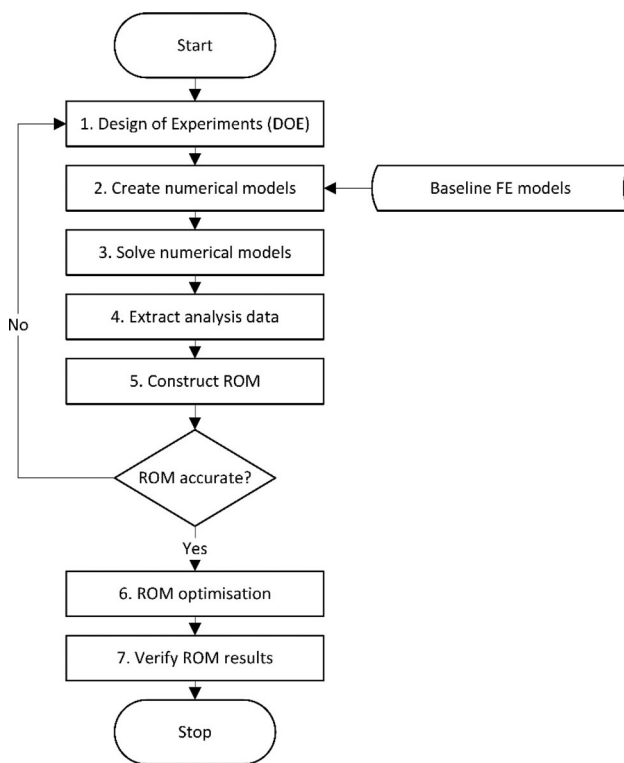 Start
1. Design of Experiments (DOE)
2. Create numerical models
Baseline FE models
3. Solve numerical models
4. Extract analysis data
No
5. Construct ROM
ROM accurate?
Yes
6. ROM optimisation
7. Verify ROM results
Stop